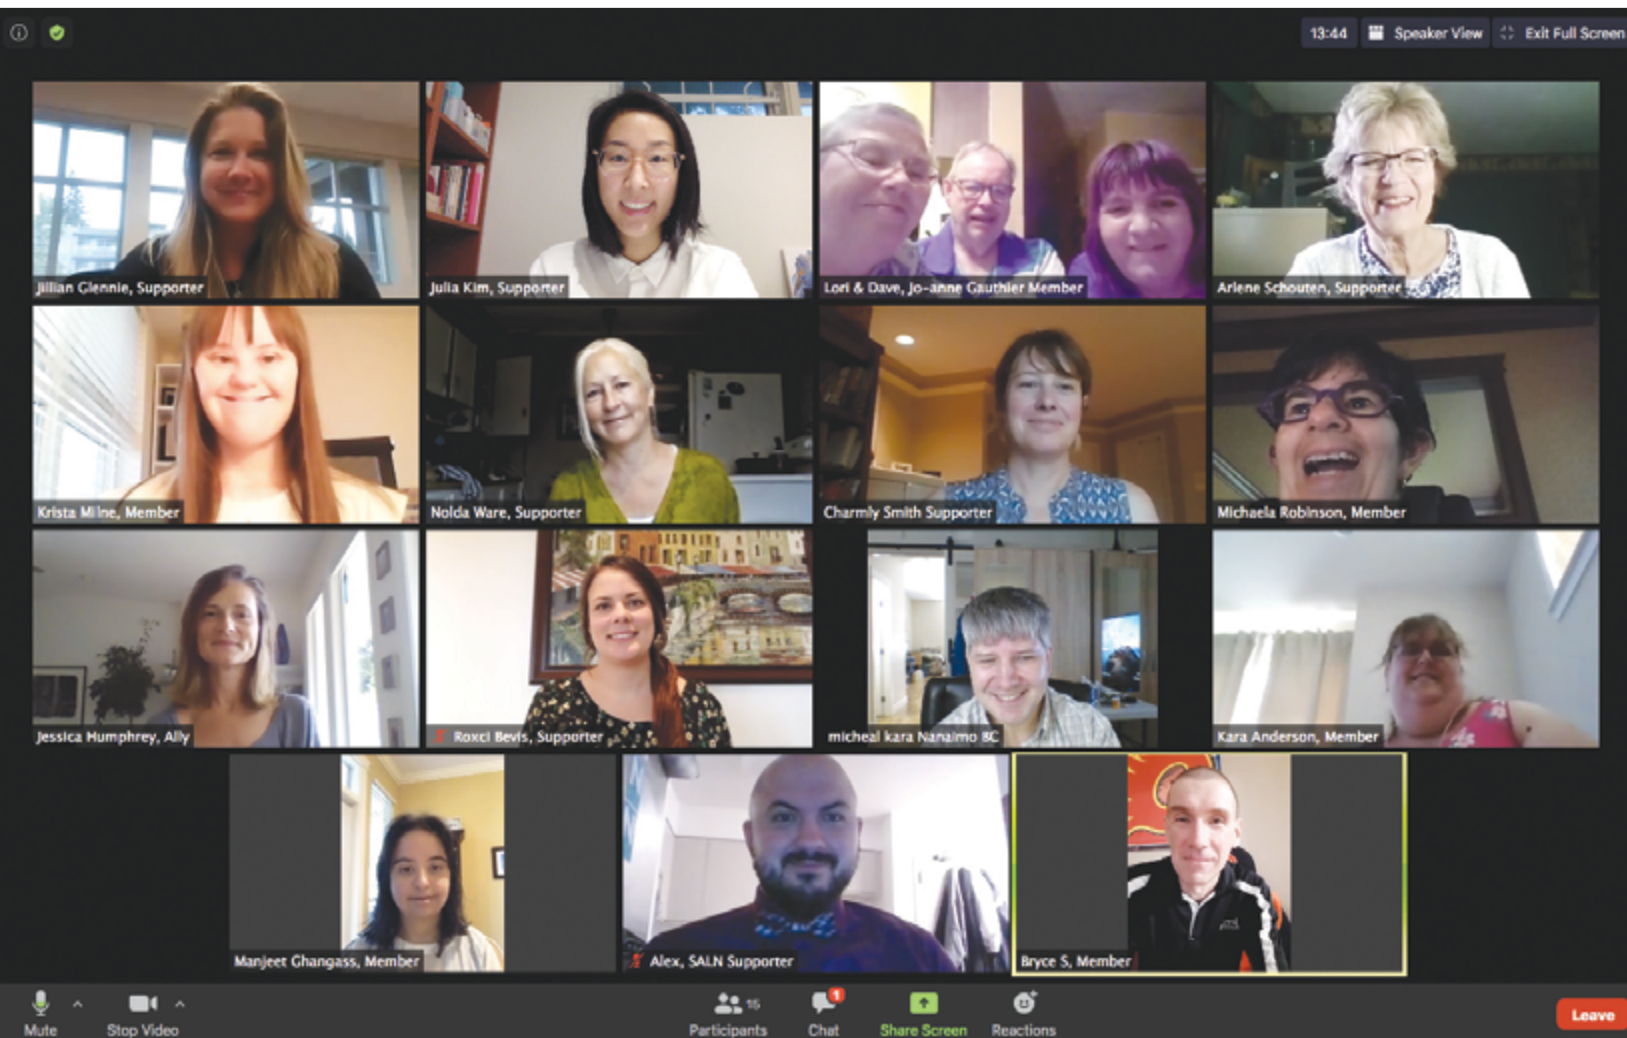 13:44 Speaker View Exit Full Screen
Jillian Glennie, Supporter
Julia Kim, Supporter
Lori & Dave, Jo-anne Gauthier Member
Arlene Schouten, Supporter
Krista Milne, Member
Nolda Ware, Supporter
Charmly Smith Supporter
Michaela Robinson, Member
Jessica Humphrey, Ally
Roxci Bevis, Supporter
micheal kara Nanaimo BC
Kara Anderson, Member
Manjeet Ghangass, Member
Alex, SALN Supporter
Bryce S, Member
15
1
Mute
Stop Video
Participants
Chat
Share Screen
Reactions
Leave